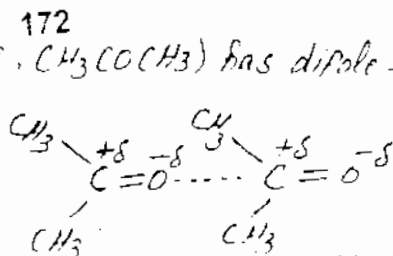 172
. CH3COCH3) has dipole -
CH3 CH3
+δ -δ +δ -δ
C=O---- C=O
CH3 CH3